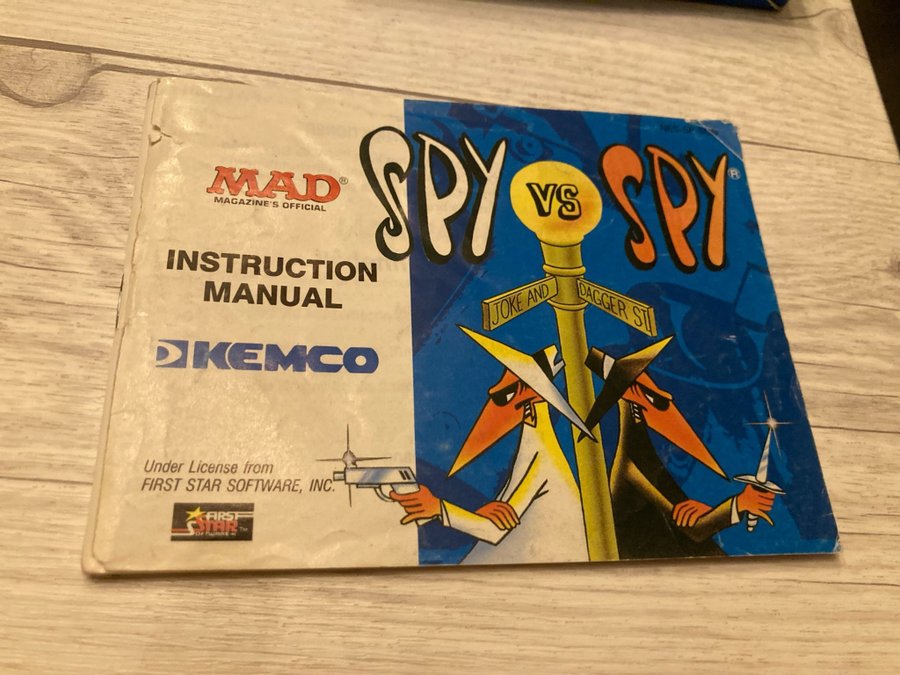 MAD®
MAGAZINE'S OFFICIAL
SPY VS SPY®
INSTRUCTION
MANUAL
JOKE AND DAGGER ST.
KEMCO
Under License from
FIRST STAR SOFTWARE, INC.
FIRST
STAR
SOFTWARE™